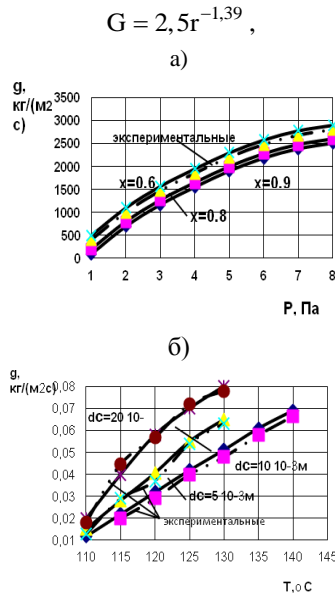 G = 2,5r^−1,39 ,
а)
g,
кг/(м2
с)
3500
3000
2500
2000
1500
1000
500
0
экспериментальные
x=0.6
x=0.9
x=0.8
1 2 3 4 5 6 7 8
P, Па
б)
g,
кг/(м2с)
0,08
0,07
0,06
0,05
0,04
0,03
0,02
0,01
dC=20 10-
dC=10 10-3м
dC=5 10-3м
экспериментальные
110 115 120 125 130 135 140 145
T,о С